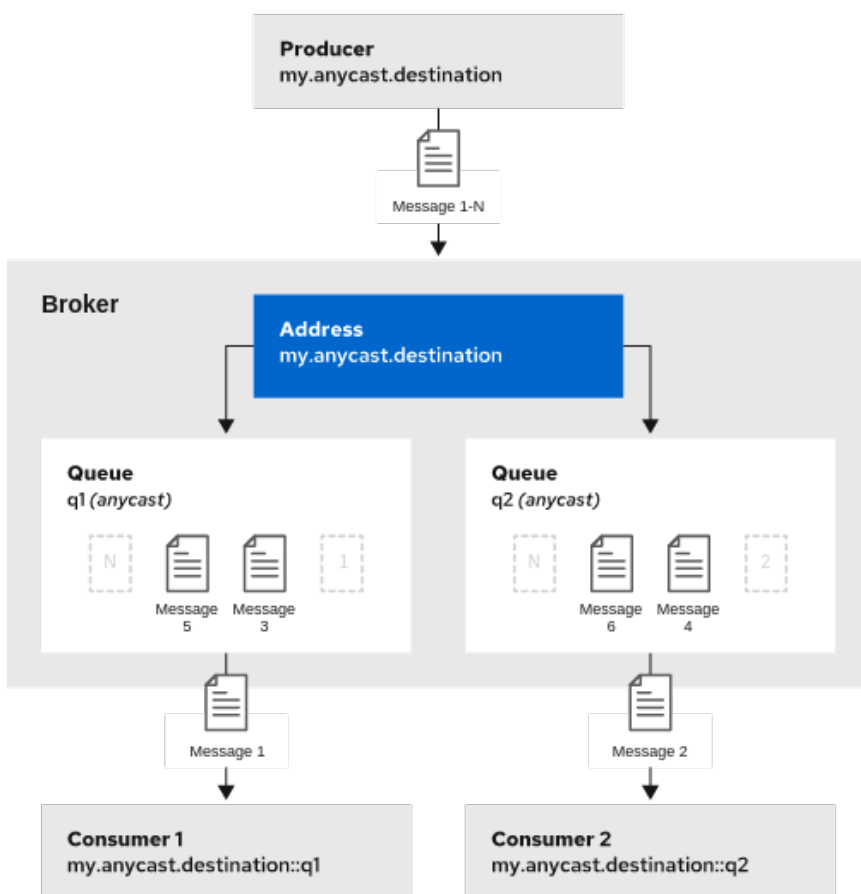 Producer
my.anycast.destination
Message 1-N
Broker
Address
my.anycast.destination
Queue
q1 (anycast)
N
1
Message
5
Message
3
Queue
q2 (anycast)
N
2
Message
6
Message
4
Message 1
Message 2
Consumer 1
my.anycast.destination::q1
Consumer 2
my.anycast.destination::q2